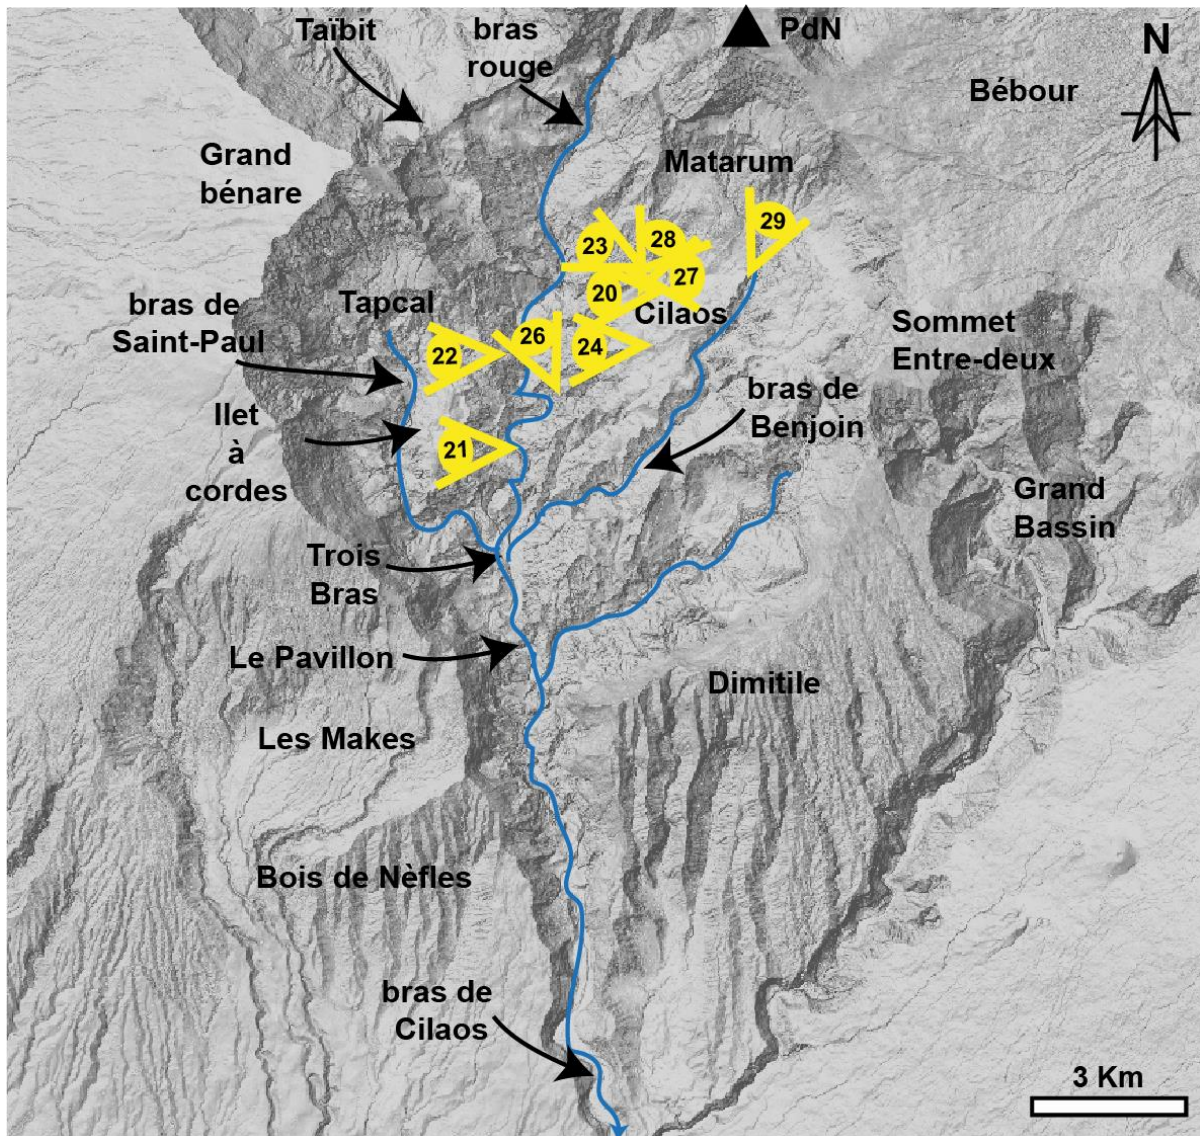 Taïbit
bras
rouge
PdN
N
Bébour
Grand
bénare
Matarum
29
23
28
20
27
Cilaos
bras de
Saint-Paul
Tapcal
26
24
22
Sommet
Entre-deux
bras de
Benjoin
Ilet
à
cordes
21
Grand
Bassin
Trois
Bras
Le Pavillon
Dimitile
Les Makes
Bois de Nèfles
bras de
Cilaos
3 Km